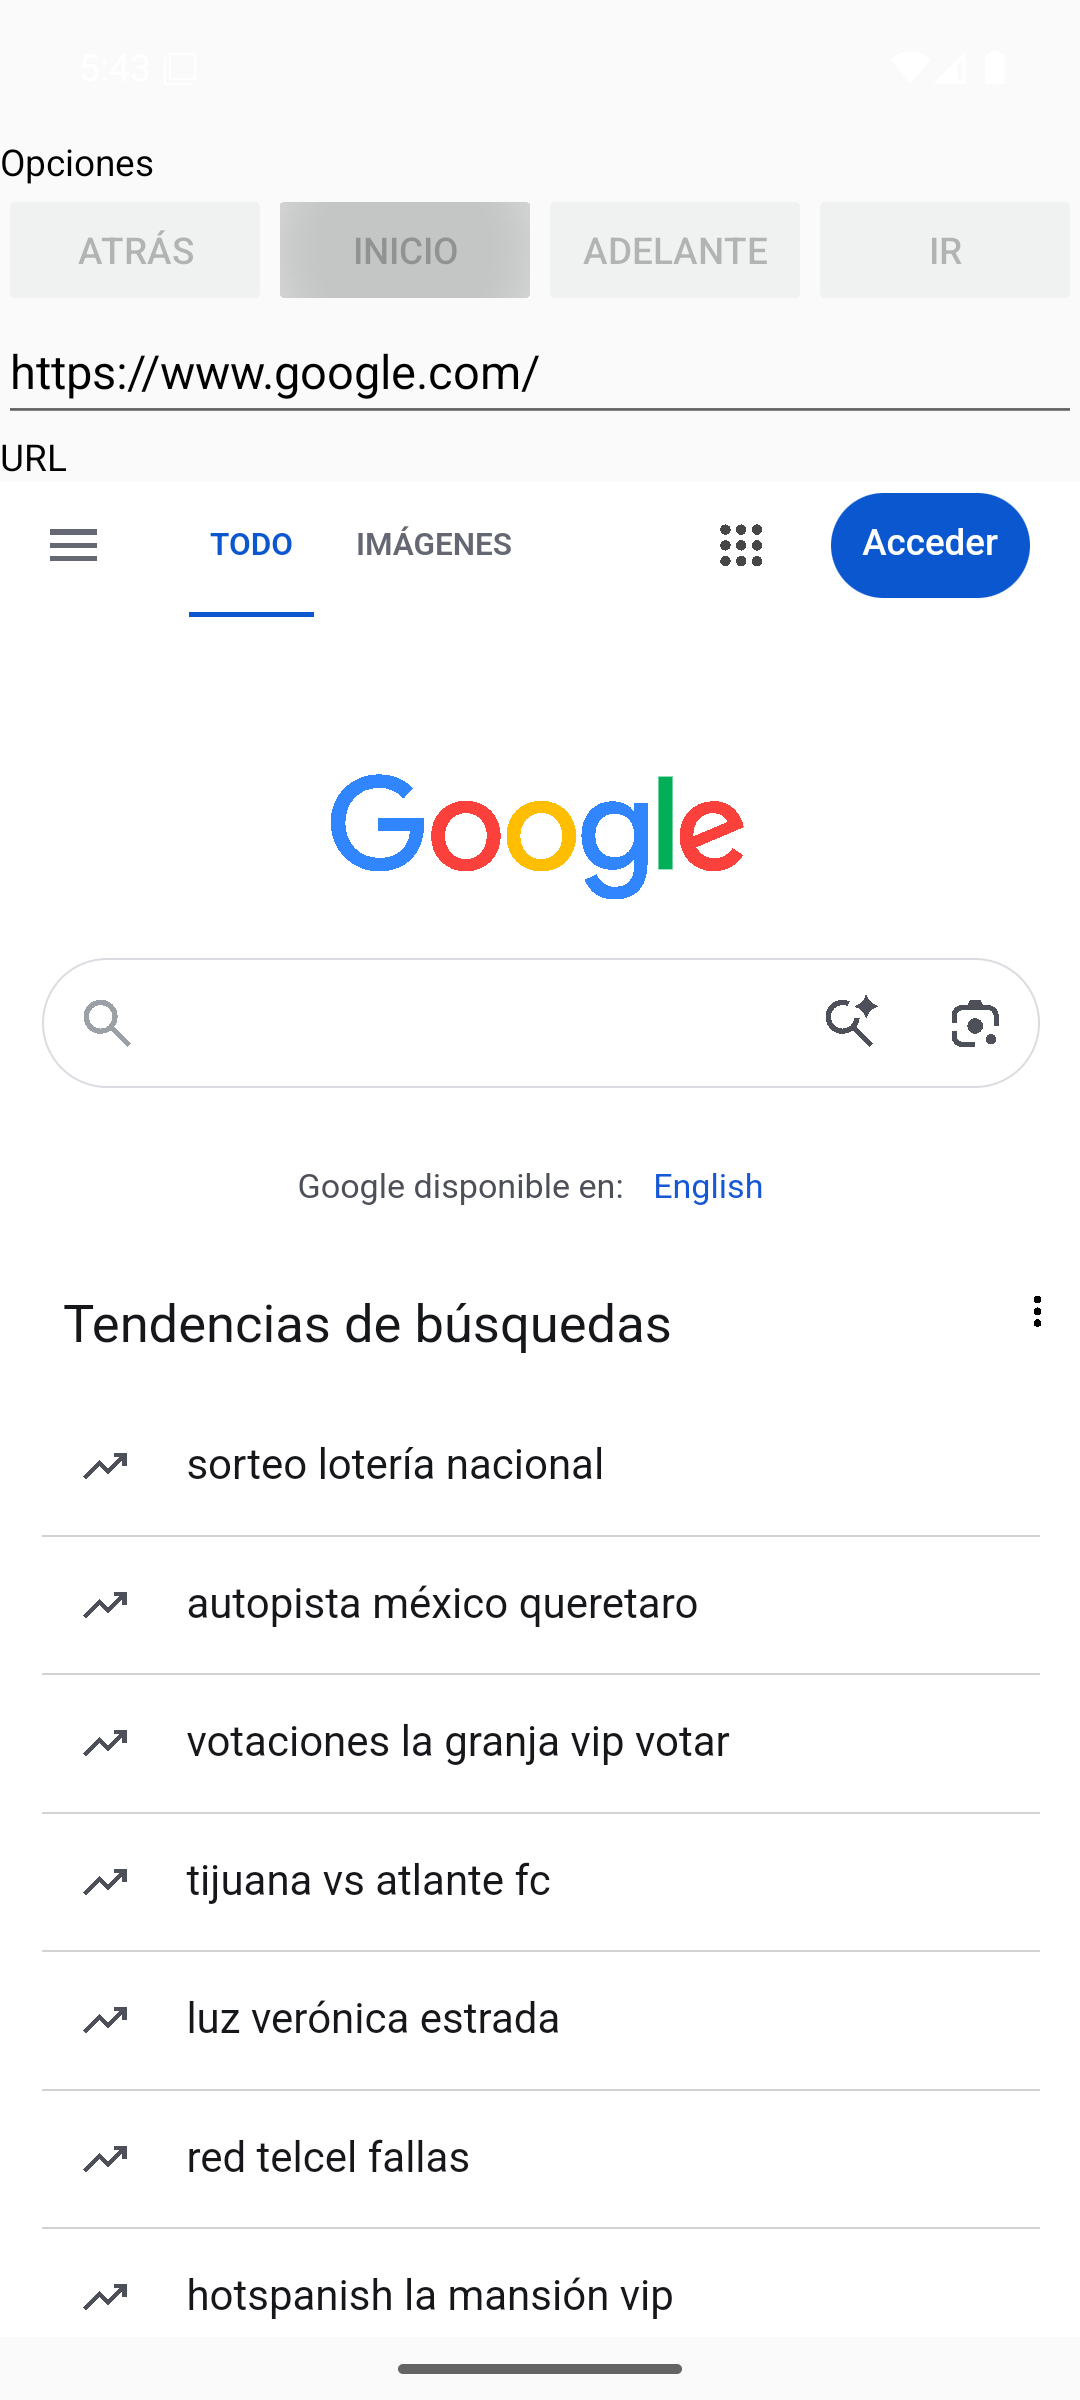 5:43
Opciones
ATRÁS INICIO ADELANTE IR
https://www.google.com/
URL
TODO IMÁGENES Acceder
Google
Google disponible en: English
Tendencias de búsquedas
sorteo lotería nacional
autopista méxico queretaro
votaciones la granja vip votar
tijuana vs atlante fc
luz verónica estrada
red telcel fallas
hotspanish la mansión vip